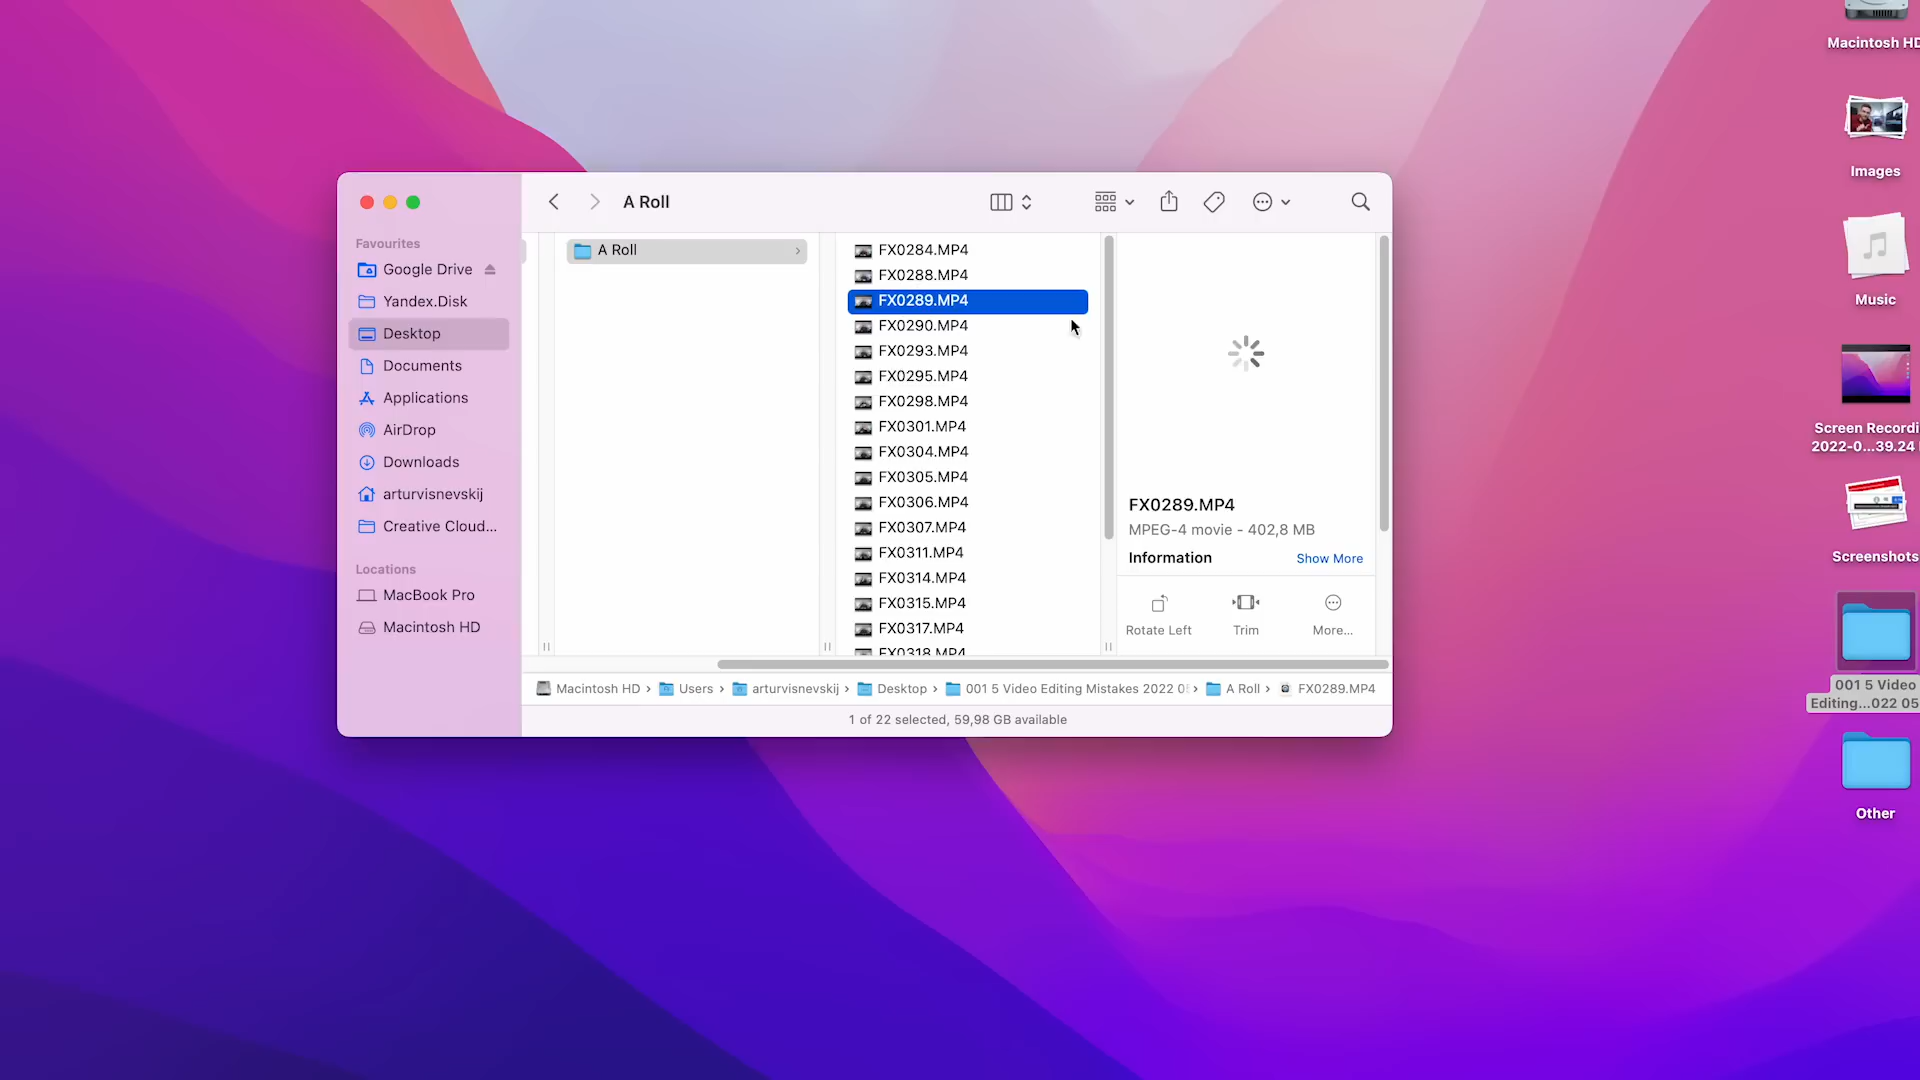 A Roll
Favourites
Google Drive
Yandex.Disk
Desktop
Documents
Applications
AirDrop
Downloads
arturvisnevskij
Creative Cloud...
Locations
MacBook Pro
Macintosh HD
A Roll
FX0284.MP4
FX0288.MP4
FX0289.MP4
FX0290.MP4
FX0293.MP4
FX0295.MP4
FX0298.MP4
FX0301.MP4
FX0304.MP4
FX0305.MP4
FX0306.MP4
FX0307.MP4
FX0311.MP4
FX0314.MP4
FX0315.MP4
FX0317.MP4
FX0318.MP4
FX0289.MP4
MPEG-4 movie - 402,8 MB
Information Show More
Rotate Left Trim More...
Macintosh HD › Users › arturvisnevskij › Desktop › 001 5 Video Editing Mistakes 2022 0 › A Roll › FX0289.MP4
1 of 22 selected, 59,98 GB available
Macintosh HD
Images
Music
Screen Recordi
2022-0...39.24
Screenshots
001 5 Video
Editing...022 05
Other